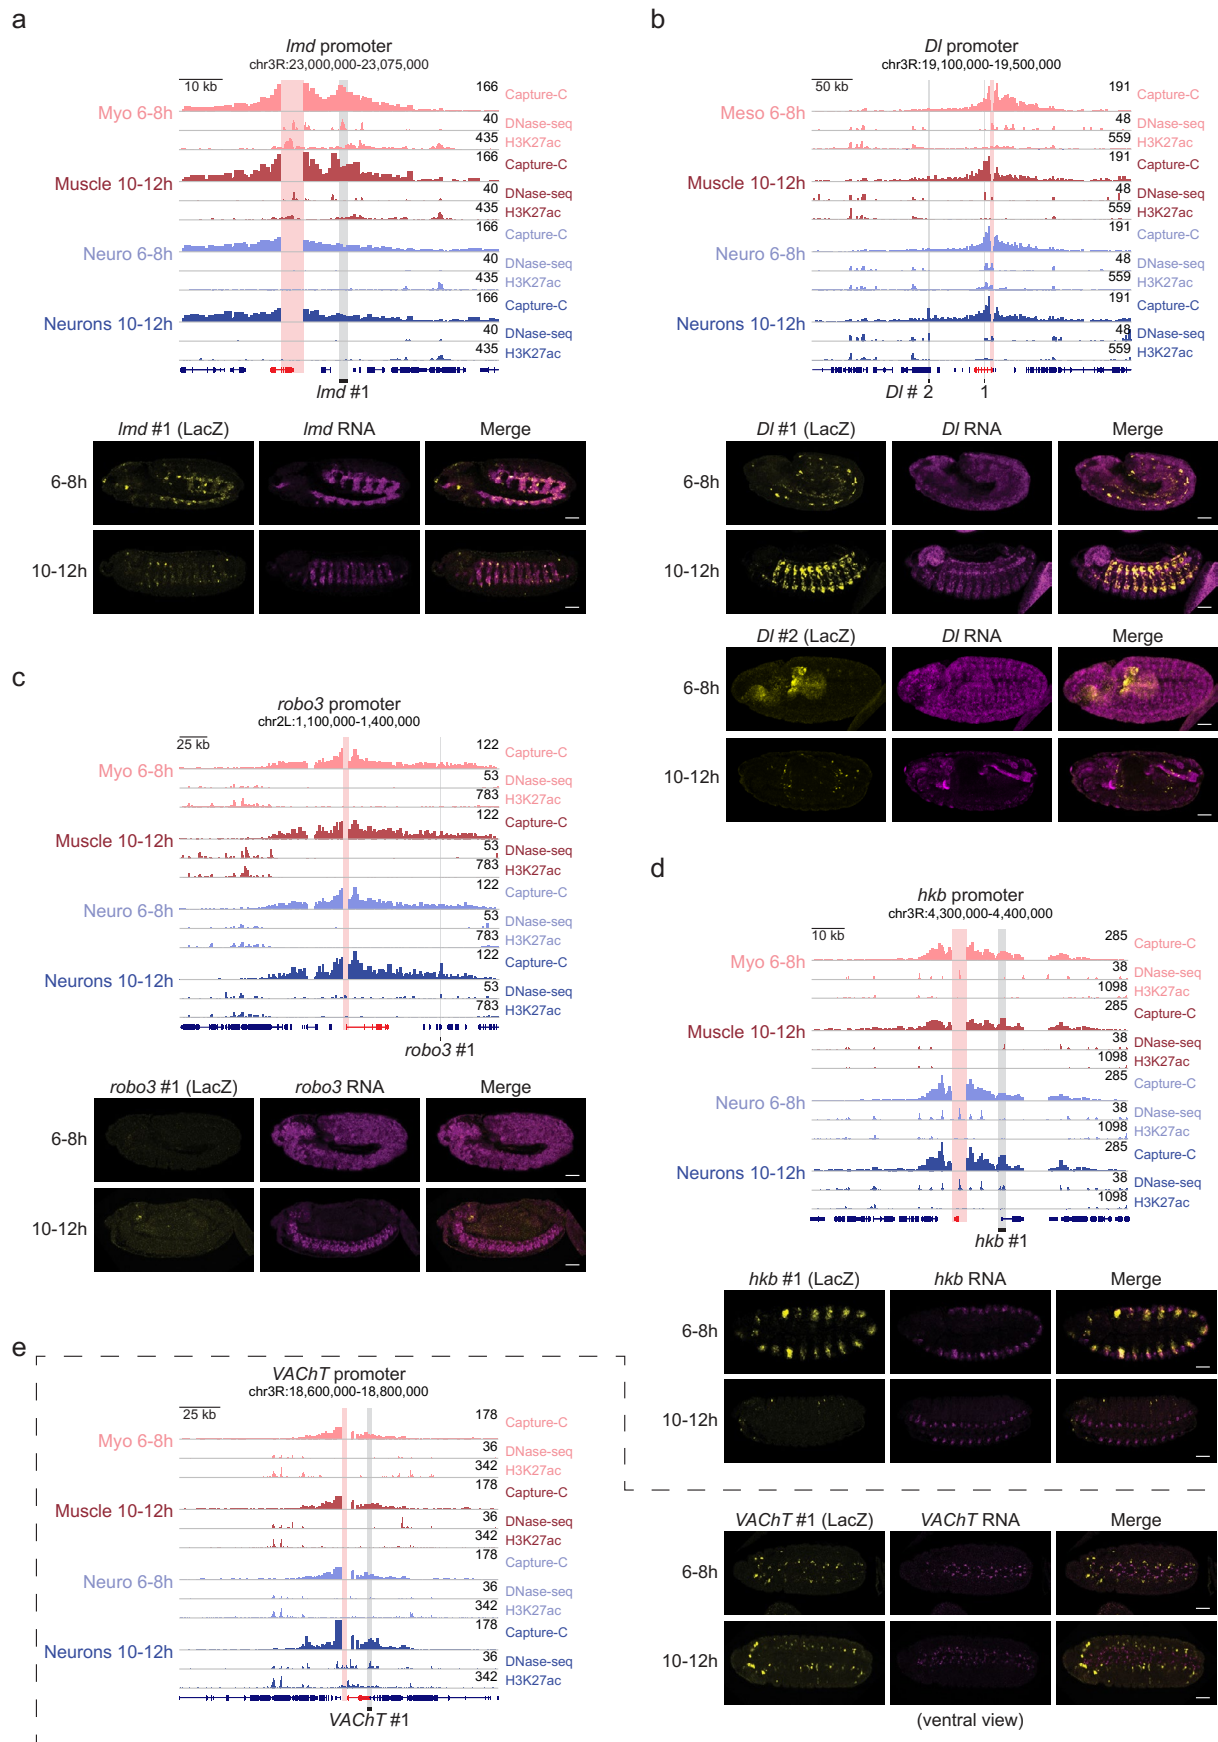 a
lmd promoter
chr3R:23,000,000-23,075,000
10 kb
166
Capture-C
Myo 6-8h
40
DNase-seq
435
H3K27ac
166
Capture-C
Muscle 10-12h
40
DNase-seq
435
H3K27ac
166
Capture-C
Neuro 6-8h
40
DNase-seq
435
H3K27ac
166
Capture-C
Neurons 10-12h
40
DNase-seq
435
H3K27ac
lmd #1
lmd #1 (LacZ)
lmd RNA
Merge
6-8h
10-12h
b
Dl promoter
chr3R:19,100,000-19,500,000
50 kb
191
Capture-C
Meso 6-8h
48
DNase-seq
559
H3K27ac
191
Capture-C
Muscle 10-12h
48
DNase-seq
559
H3K27ac
191
Capture-C
Neuro 6-8h
48
DNase-seq
559
H3K27ac
191
Capture-C
Neurons 10-12h
48
DNase-seq
559
H3K27ac
Dl # 2
1
Dl #1 (LacZ)
Dl RNA
Merge
6-8h
10-12h
Dl #2 (LacZ)
Dl RNA
Merge
6-8h
10-12h
c
robo3 promoter
chr2L:1,100,000-1,400,000
25 kb
122
Capture-C
Myo 6-8h
53
DNase-seq
783
H3K27ac
122
Capture-C
Muscle 10-12h
53
DNase-seq
783
H3K27ac
122
Capture-C
Neuro 6-8h
53
DNase-seq
783
H3K27ac
122
Capture-C
Neurons 10-12h
53
DNase-seq
783
H3K27ac
robo3 #1
robo3 #1 (LacZ)
robo3 RNA
Merge
6-8h
10-12h
d
hkb promoter
chr3R:4,300,000-4,400,000
10 kb
285
Capture-C
Myo 6-8h
38
DNase-seq
1098
H3K27ac
285
Capture-C
Muscle 10-12h
38
DNase-seq
1098
H3K27ac
285
Capture-C
Neuro 6-8h
38
DNase-seq
1098
H3K27ac
285
Capture-C
Neurons 10-12h
38
DNase-seq
1098
H3K27ac
hkb #1
hkb #1 (LacZ)
hkb RNA
Merge
6-8h
10-12h
e
VAChT promoter
chr3R:18,600,000-18,800,000
25 kb
178
Capture-C
Myo 6-8h
36
DNase-seq
342
H3K27ac
178
Capture-C
Muscle 10-12h
36
DNase-seq
342
H3K27ac
178
Capture-C
Neuro 6-8h
36
DNase-seq
342
H3K27ac
178
Capture-C
Neurons 10-12h
36
DNase-seq
342
H3K27ac
VAChT #1
VAChT #1 (LacZ)
VAChT RNA
Merge
6-8h
10-12h
(ventral view)